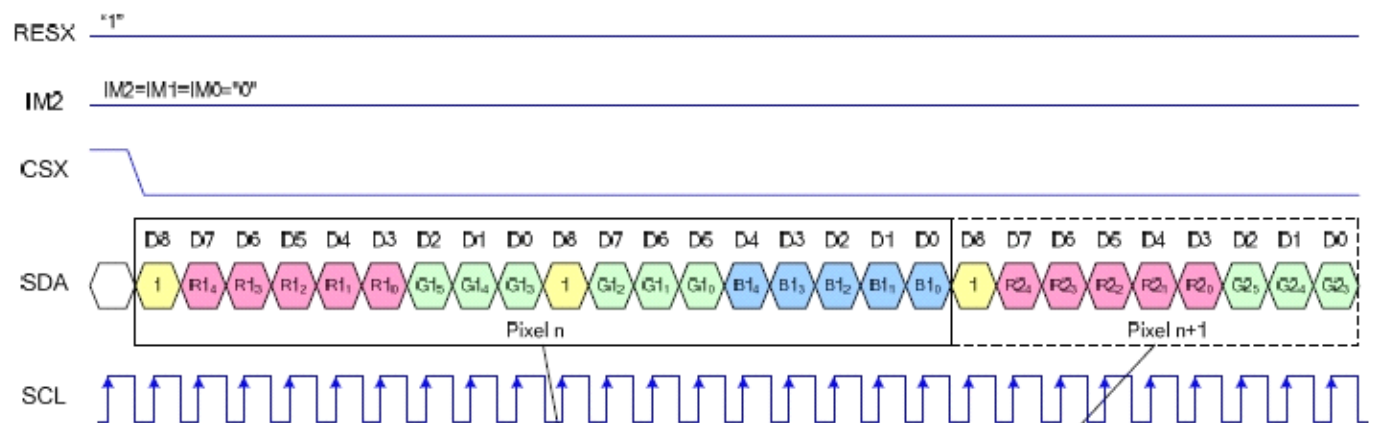 RESX "1"
IM2 IM2=IM1=IM0="0"
CSX
D8 D7 D6 D5 D4 D3 D2 D1 D0 D8 D7 D6 D5 D4 D3 D2 D1 D0 D8 D7 D6 D5 D4 D3 D2 D1 D0
SDA 1 R1₄ R1₃ R1₂ R1₁ R1₀ G1₅ G1₄ G1₃ 1 G1₂ G1₁ G1₀ B1₄ B1₃ B1₂ B1₁ B1₀ 1 R2₄ R2₃ R2₂ R2₁ R2₀ G2₅ G2₄ G2₃
Pixel n Pixel n+1
SCL